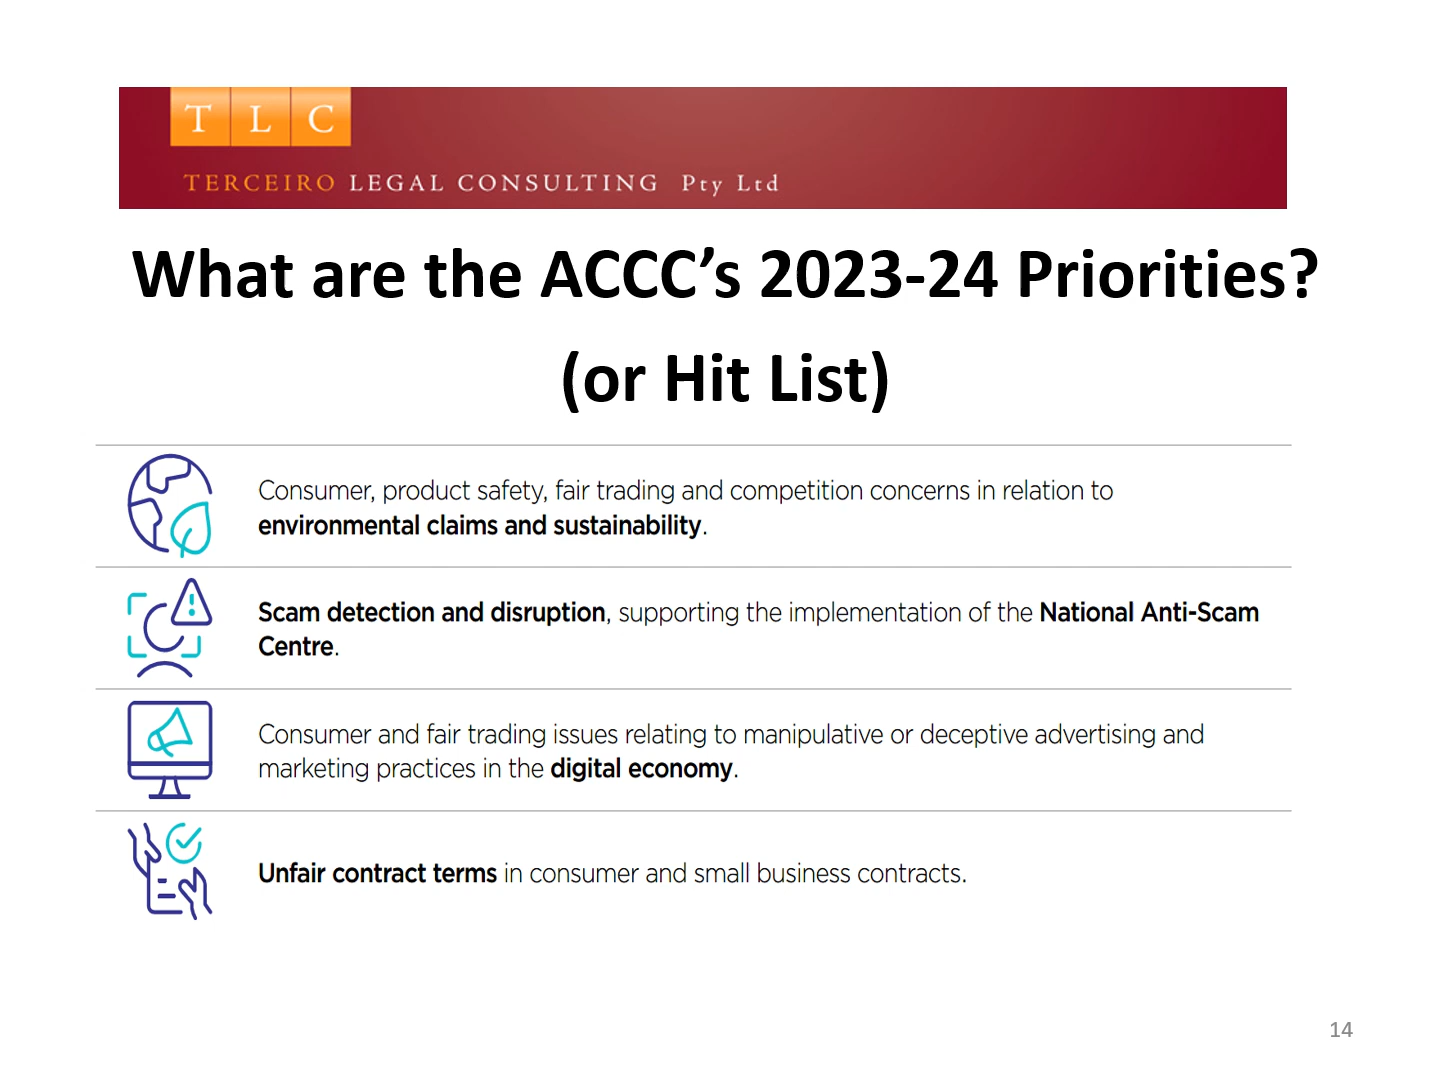 T L C
TERCEIRO LEGAL CONSULTING Pty Ltd
What are the ACCC’s 2023-24 Priorities?
(or Hit List)
Consumer, product safety, fair trading and competition concerns in relation to
environmental claims and sustainability.
Scam detection and disruption, supporting the implementation of the National Anti-Scam
Centre.
Consumer and fair trading issues relating to manipulative or deceptive advertising and
marketing practices in the digital economy.
Unfair contract terms in consumer and small business contracts.
14